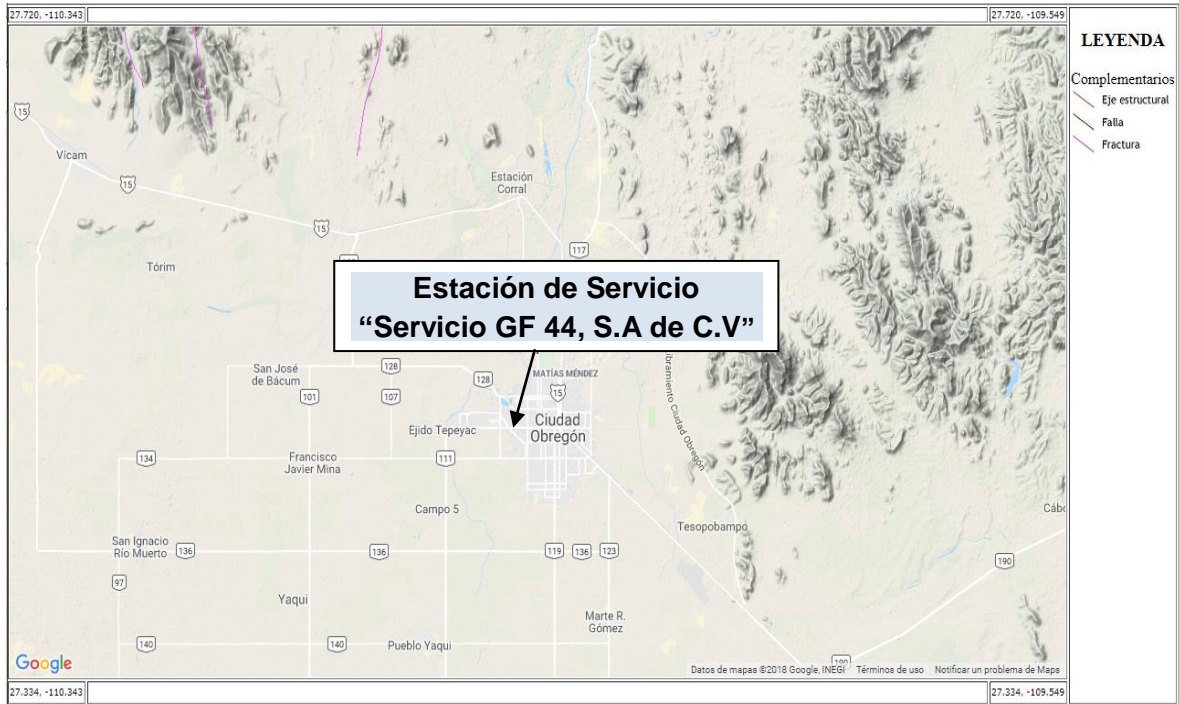 27.720, -110.343
27.720, -109.549
LEYENDA
Complementarios
Eje estructural
Falla
Fractura
15
Vícam
15
Estación
Corral
15
117
Tórim
Estación de Servicio
“Servicio GF 44, S.A de C.V”
Libramiento Ciudad Obregón
San José
de Bácum
128
128
MATÍAS MÉNDEZ
101
107
15
Ciudad
Obregón
Ejido Tepeyac
134
Francisco
Javier Mina
111
Campo 5
Tesopobampo
Cábo
San Ignacio
Río Muerto
136
136
119
136
123
190
97
Yaqui
Marte R.
Gómez
140
140
Pueblo Yaqui
190
Google
Datos de mapas ©2018 Google, INEGI
Términos de uso
Notificar un problema de Maps
27.334, -110.343
27.334, -109.549